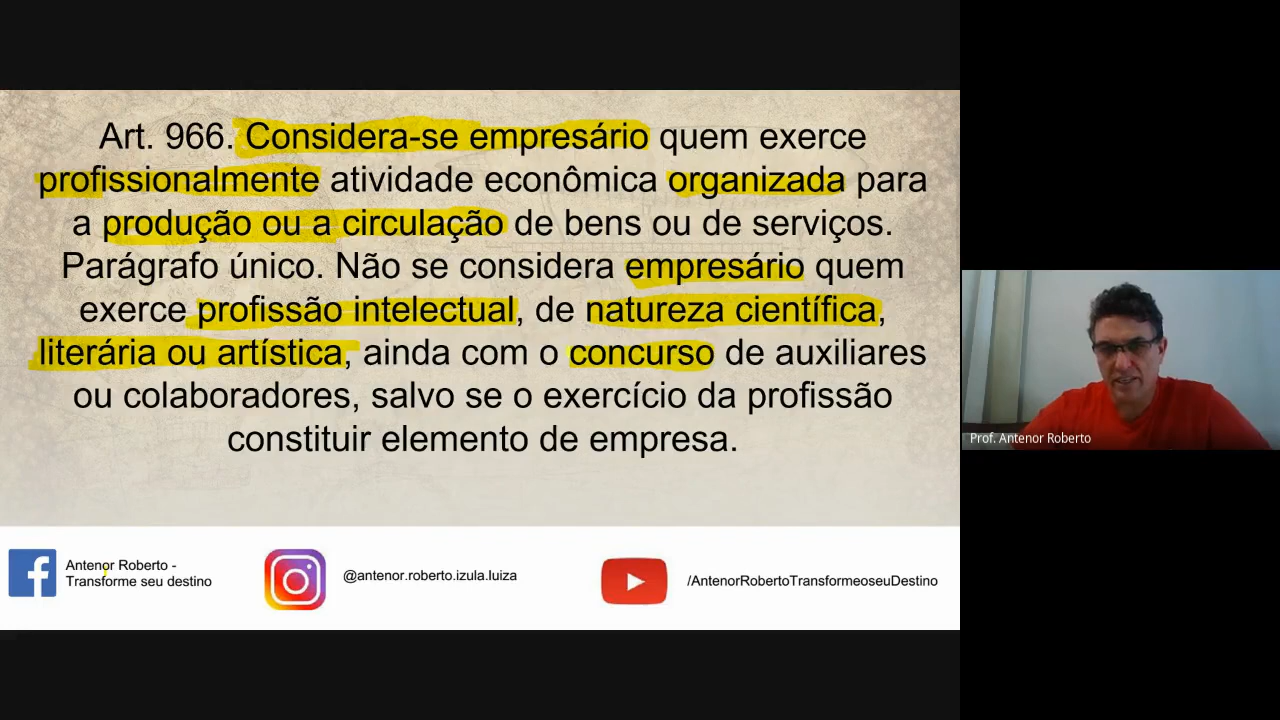 Art. 966. Considera-se empresário quem exerce
profissionalmente atividade econômica organizada para
a produção ou a circulação de bens ou de serviços.
Parágrafo único. Não se considera empresário quem
exerce profissão intelectual, de natureza científica,
literária ou artística, ainda com o concurso de auxiliares
ou colaboradores, salvo se o exercício da profissão
constituir elemento de empresa.
Antenor Roberto -
Transforme seu destino
@antenor.roberto.izula.luiza
/AntenorRobertoTransformeoseuDestino
Prof. Antenor Roberto